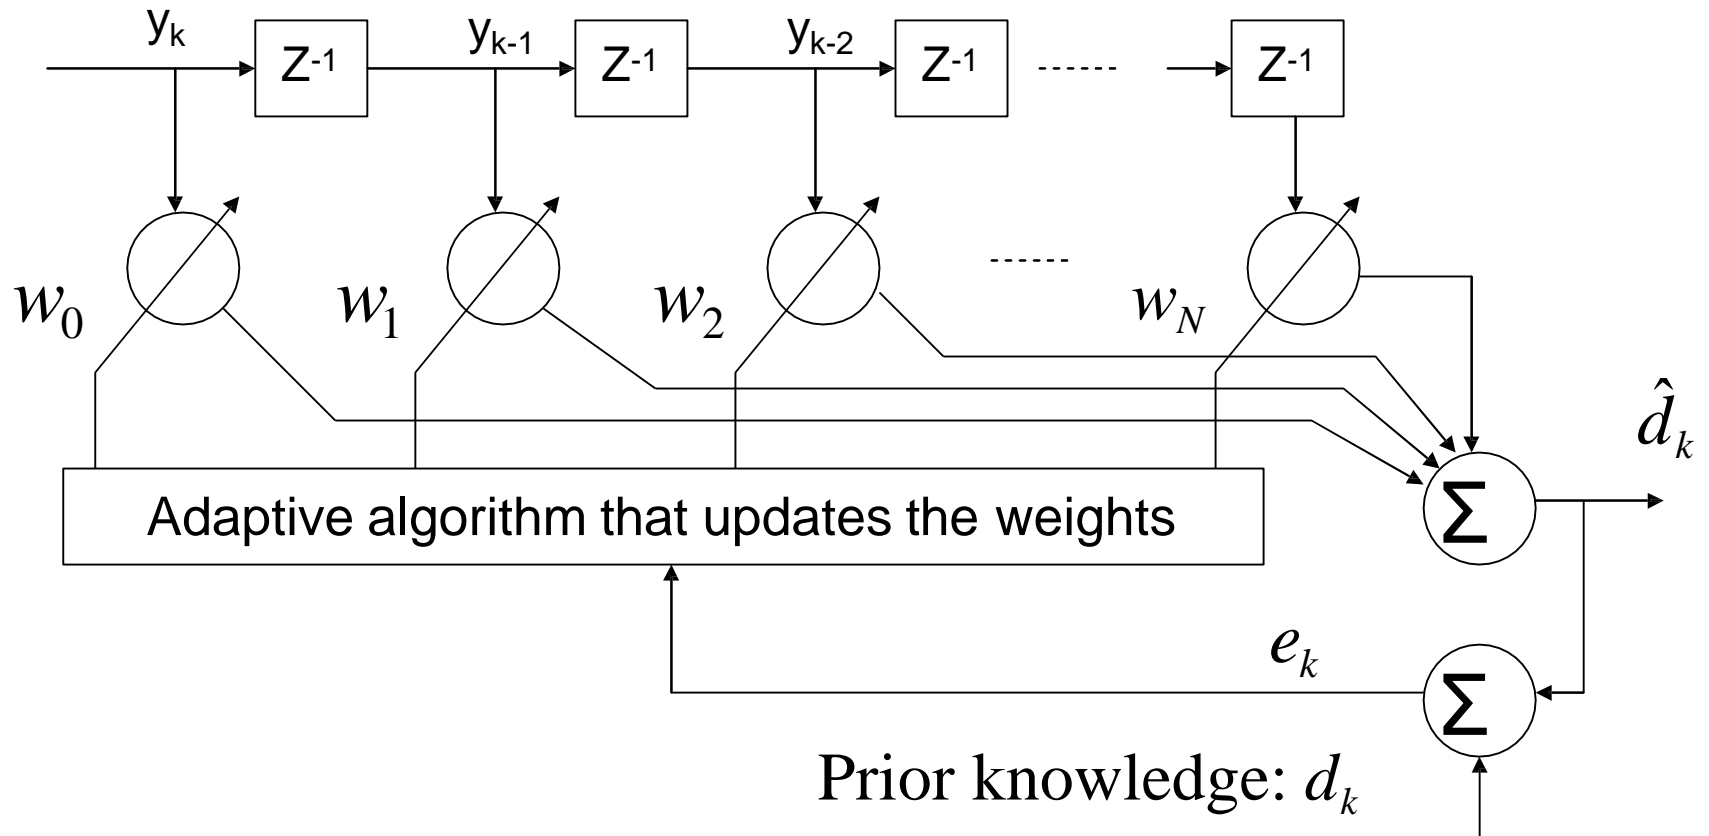 yₖ Z⁻¹ yₖ₋₁ Z⁻¹ yₖ₋₂ Z⁻¹ ------ Z⁻¹
w₀ w₁ w₂ ------ w_N
d̂ₖ
Adaptive algorithm that updates the weights
Σ
eₖ
Σ
Prior knowledge: dₖ